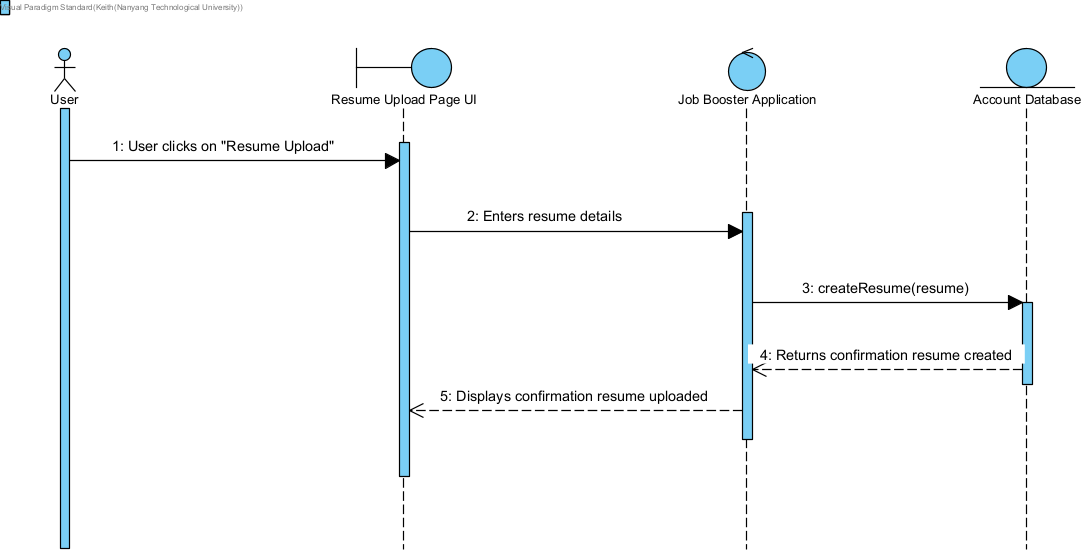 Visual Paradigm Standard(Keith(Nanyang Technological University))
User
Resume Upload Page UI
Job Booster Application
Account Database
1: User clicks on "Resume Upload"
2: Enters resume details
3: createResume(resume)
4: Returns confirmation resume created
5: Displays confirmation resume uploaded